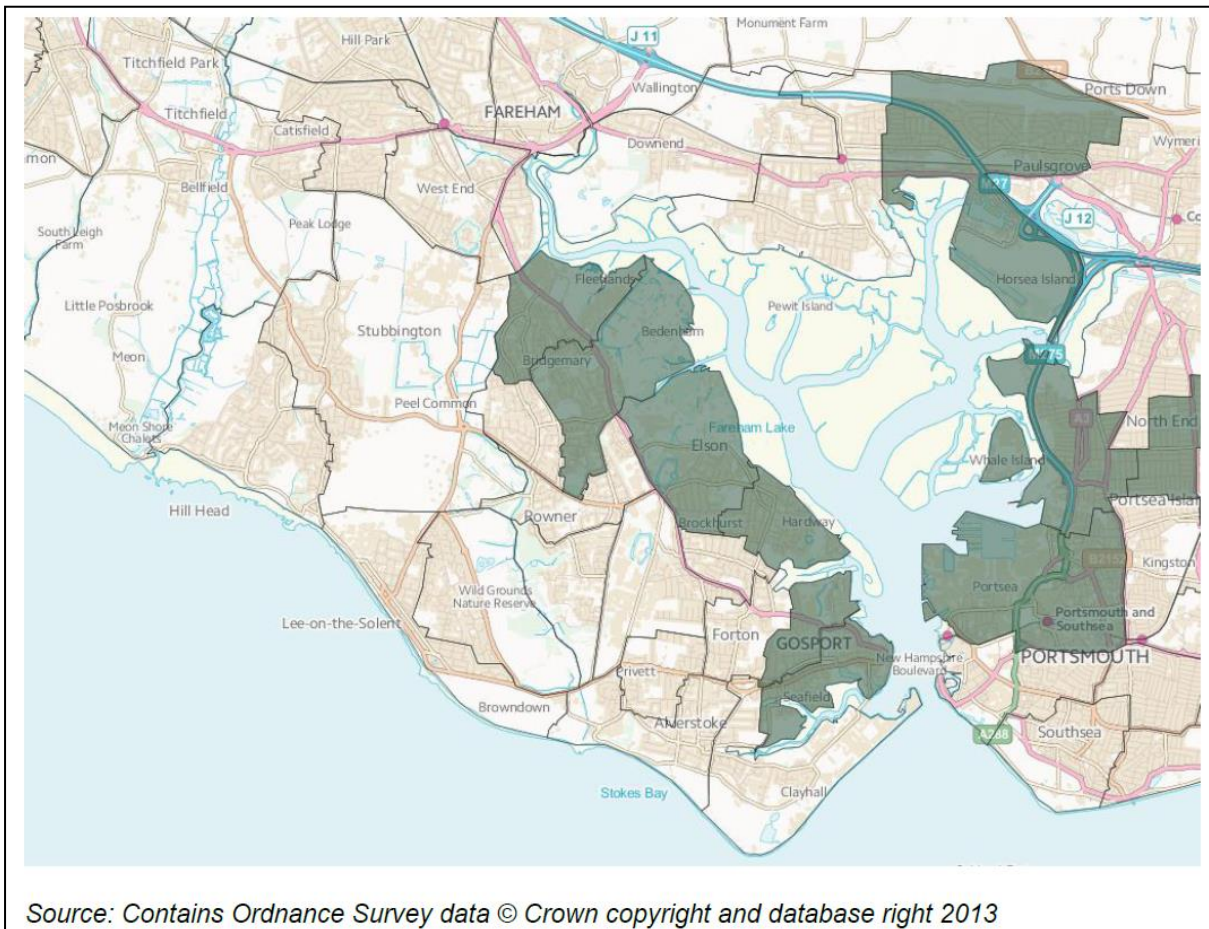 Monument Farm
Hill Park
J 11
Titchfield Park
Wallington
Ports Down
Titchfield
FAREHAM
Catisfield
Downend
Wymeri
mmon
Paulsgrove
West End
M27
Bellfield
J 12
Peak Lodge
Co
South Leigh
Farm
Fleetlands
Horsea Island
Little Posbrook
Pewit Island
Stubbington
Bedenham
Meon
Bridgemary
M275
Peel Common
A3
North End
Meon Shore
Chalets
Fareham Lake
Elson
Whale Island
Hill Head
Rowner
Brockhurst
Hardway
Portsea Islan
Kingston
Wild Grounds
Nature Reserve
Portsea
Lee-on-the-Solent
Forton
GOSPORT
Portsmouth and
Southsea
New Hampshire
Boulevard
PORTSMOUTH
Privett
Seafield
Browndown
Alverstoke
A288
Southsea
Stokes Bay
Clayhall
Source: Contains Ordnance Survey data © Crown copyright and database right 2013